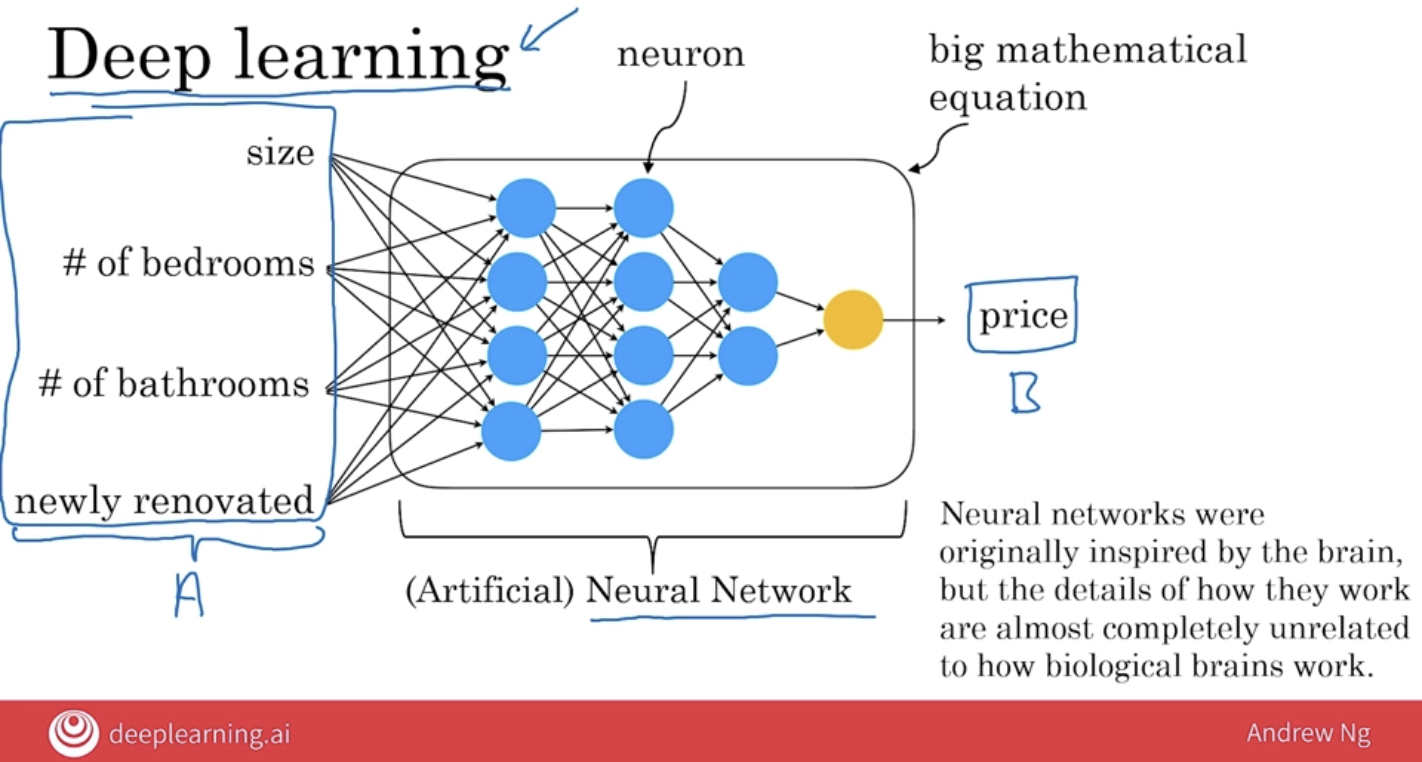 Deep learning
neuron
big mathematical
equation
size
# of bedrooms
# of bathrooms
newly renovated
A
price
B
(Artificial) Neural Network
Neural networks were
originally inspired by the brain,
but the details of how they work
are almost completely unrelated
to how biological brains work.
deeplearning.ai
Andrew Ng